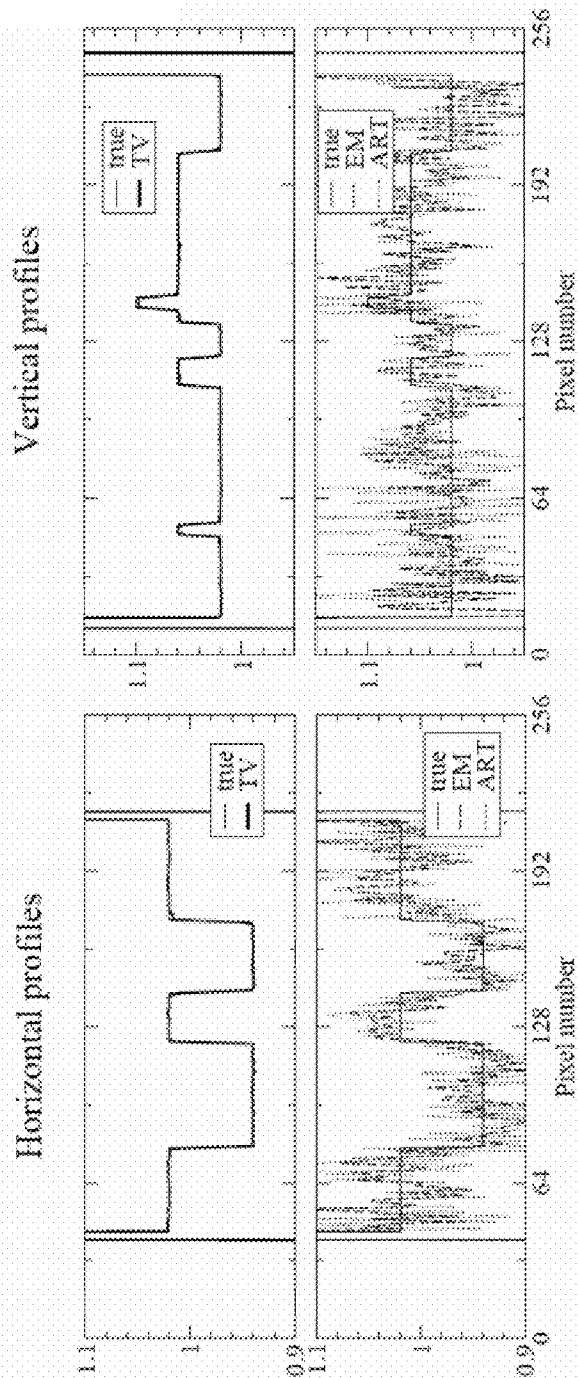 Horizontal profiles
1.1
1
0.9
true
TV
1.1
1
0.9
true
EM
ART
0
64
128
192
256
Pixel number
Vertical profiles
1.1
1
true
TV
1.1
1
true
EM
ART
0
64
128
192
256
Pixel number